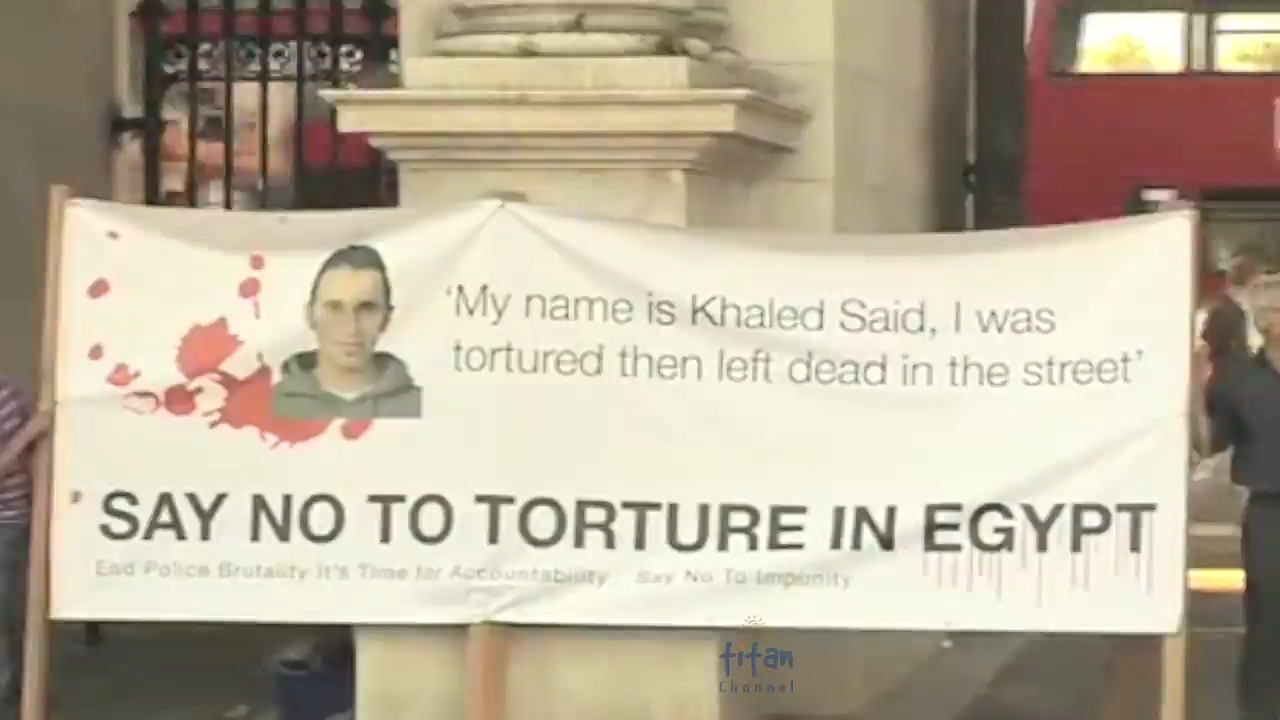 ‘My name is Khaled Said, I was
tortured then left dead in the street’
SAY NO TO TORTURE IN EGYPT
End Police Brutality It's Time for Accountability Say No To Impunity
titan
Channel